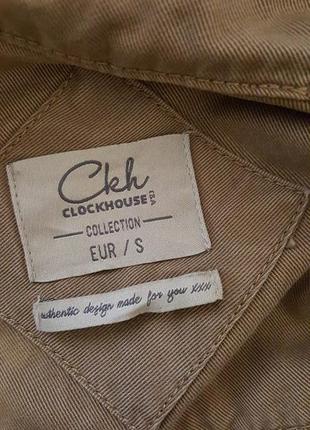 Ckh
CLOCKHOUSE C&A
COLLECTION
EUR / S
authentic design made for you xxx